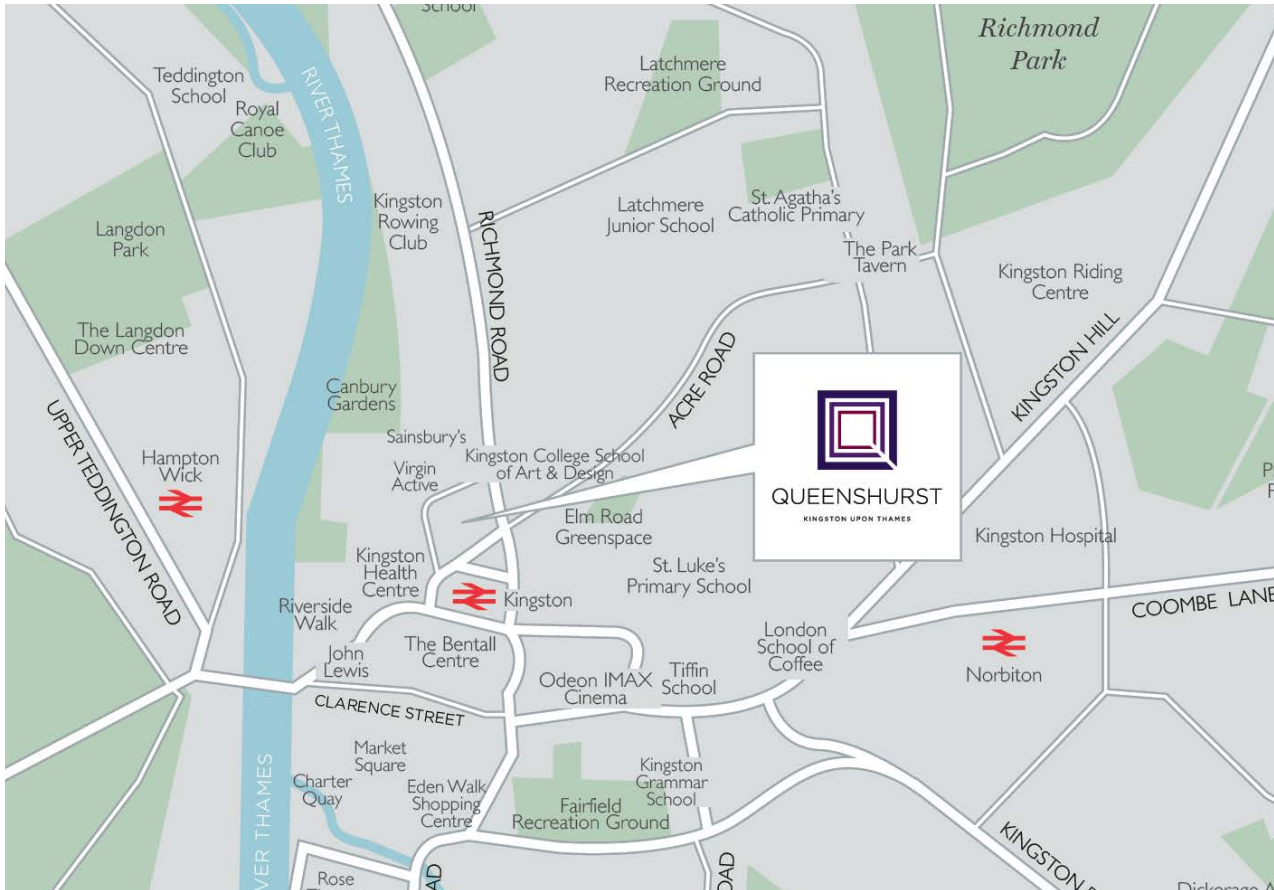 School
Richmond
Park
Teddington
School
Latchmere
Recreation Ground
Royal
Canoe
Club
RIVER THAMES
Kingston
Rowing
Club
RICHMOND ROAD
Latchmere
Junior School
St. Agatha's
Catholic Primary
Langdon
Park
The Park
Tavern
Kingston Riding
Centre
The Langdon
Down Centre
KINGSTON HILL
ACRE ROAD
Canbury
Gardens
UPPER TEDDINGTON ROAD
Sainsbury's
Kingston College School
of Art & Design
Virgin
Active
Hampton
Wick
QUEENSHURST
KINGSTON UPON THAMES
Elm Road
Greenspace
Kingston Hospital
Kingston
Health
Centre
St. Luke's
Primary School
Kingston
COOMBE LANE
Riverside
Walk
The Bentall
Centre
John
Lewis
London
School of
Coffee
Norbiton
Odeon IMAX
Cinema
Tiffin
School
CLARENCE STREET
Market
Square
Charter
Quay
Eden Walk
Shopping
Centre
Kingston
Grammar
School
Fairfield
Recreation Ground
VER THAMES
KINGSTON
Rose
AD
OAD